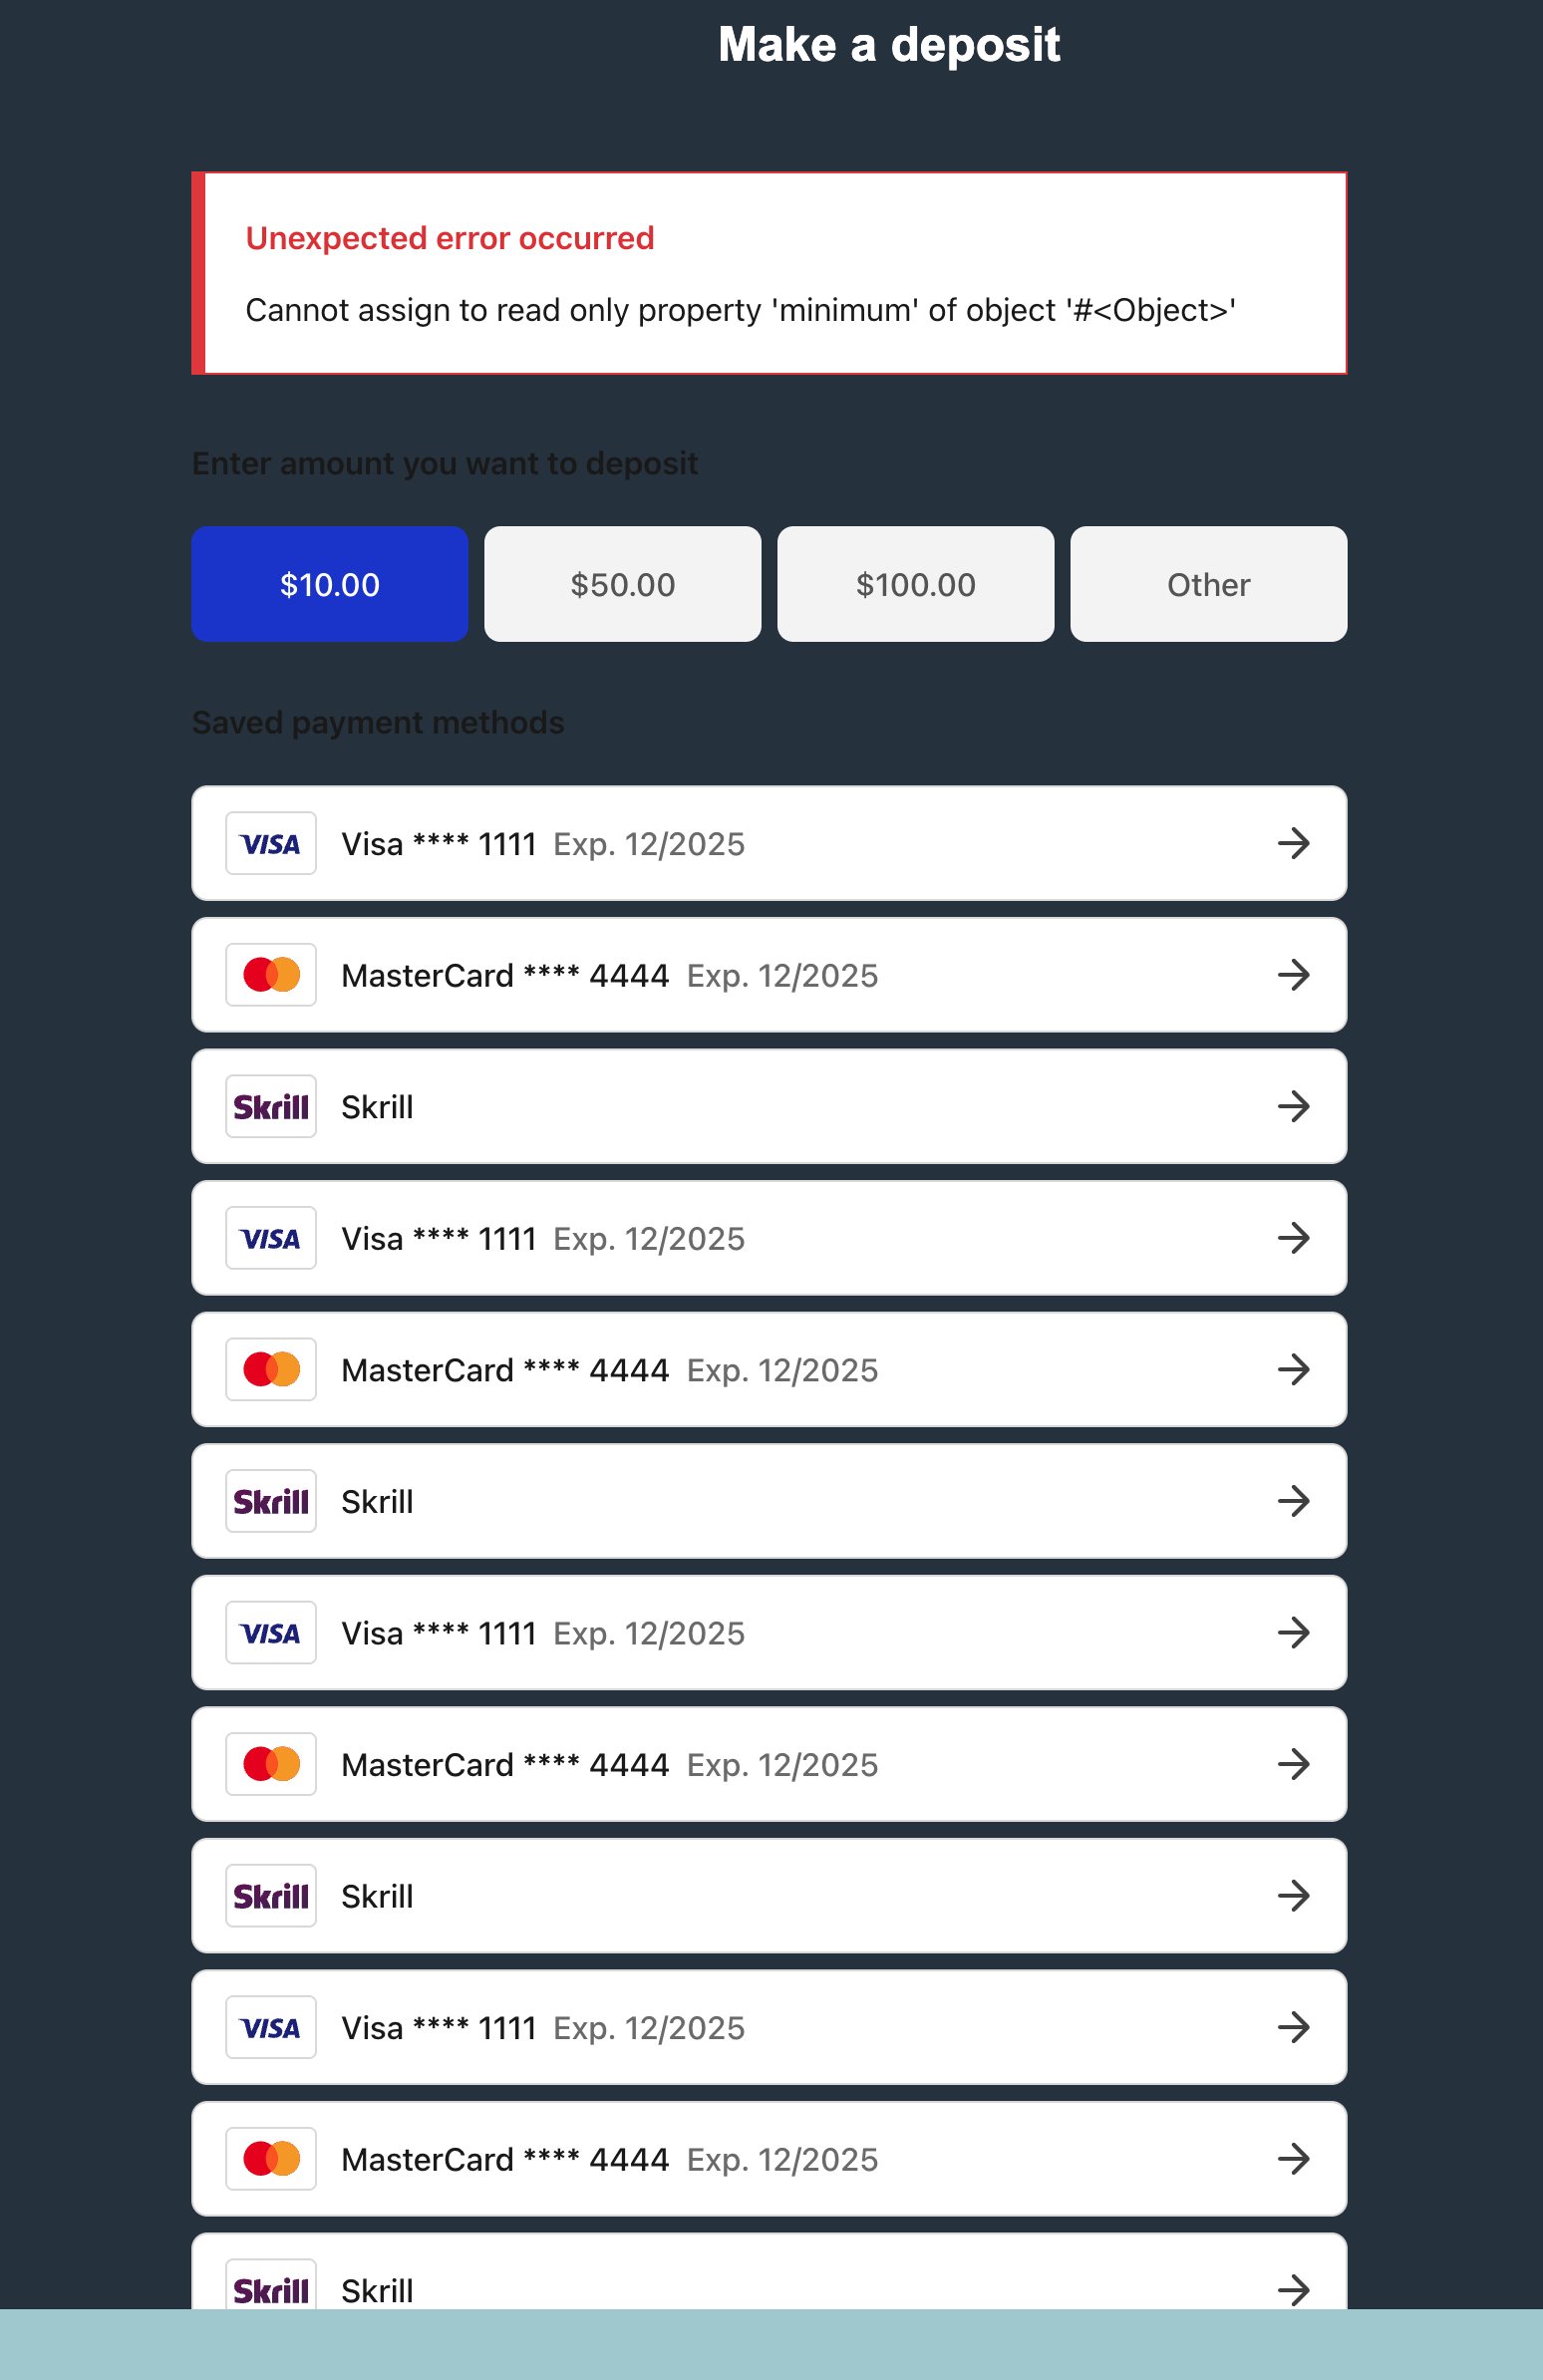 Make a deposit
Unexpected error occurred
Cannot assign to read only property 'minimum' of object '#<Object>'
Enter amount you want to deposit
$10.00 $50.00 $100.00 Other
Saved payment methods
VISA Visa **** 1111 Exp. 12/2025
MasterCard **** 4444 Exp. 12/2025
Skrill Skrill
VISA Visa **** 1111 Exp. 12/2025
MasterCard **** 4444 Exp. 12/2025
Skrill Skrill
VISA Visa **** 1111 Exp. 12/2025
MasterCard **** 4444 Exp. 12/2025
Skrill Skrill
VISA Visa **** 1111 Exp. 12/2025
MasterCard **** 4444 Exp. 12/2025
Skrill Skrill